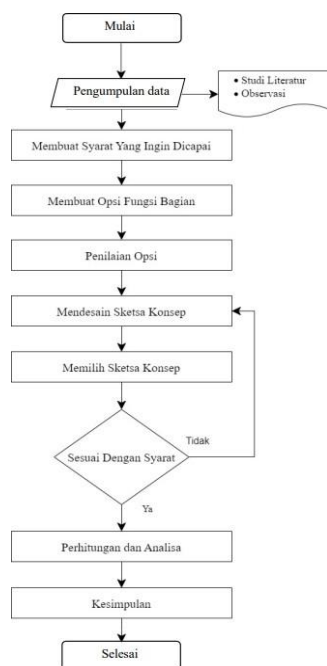 Mulai
Pengumpulan data
• Studi Literatur
• Observasi
Membuat Syarat Yang Ingin Dicapai
Membuat Opsi Fungsi Bagian
Penilaian Opsi
Mendesain Sketsa Konsep
Memilih Sketsa Konsep
Tidak
Sesuai Dengan Syarat
Ya
Perhitungan dan Analisa
Kesimpulan
Selesai